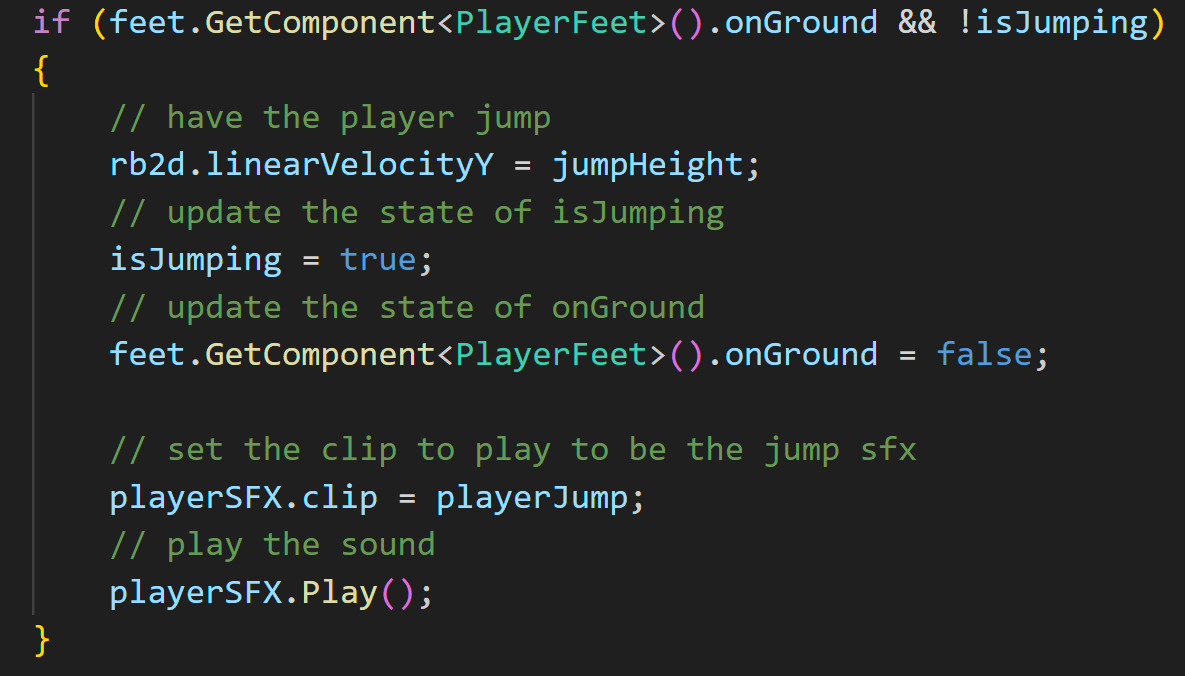 if (feet.GetComponent<PlayerFeet>().onGround && !isJumping)
{
// have the player jump
rb2d.linearVelocityY = jumpHeight;
// update the state of isJumping
isJumping = true;
// update the state of onGround
feet.GetComponent<PlayerFeet>().onGround = false;
// set the clip to play to be the jump sfx
playerSFX.clip = playerJump;
// play the sound
playerSFX.Play();
}